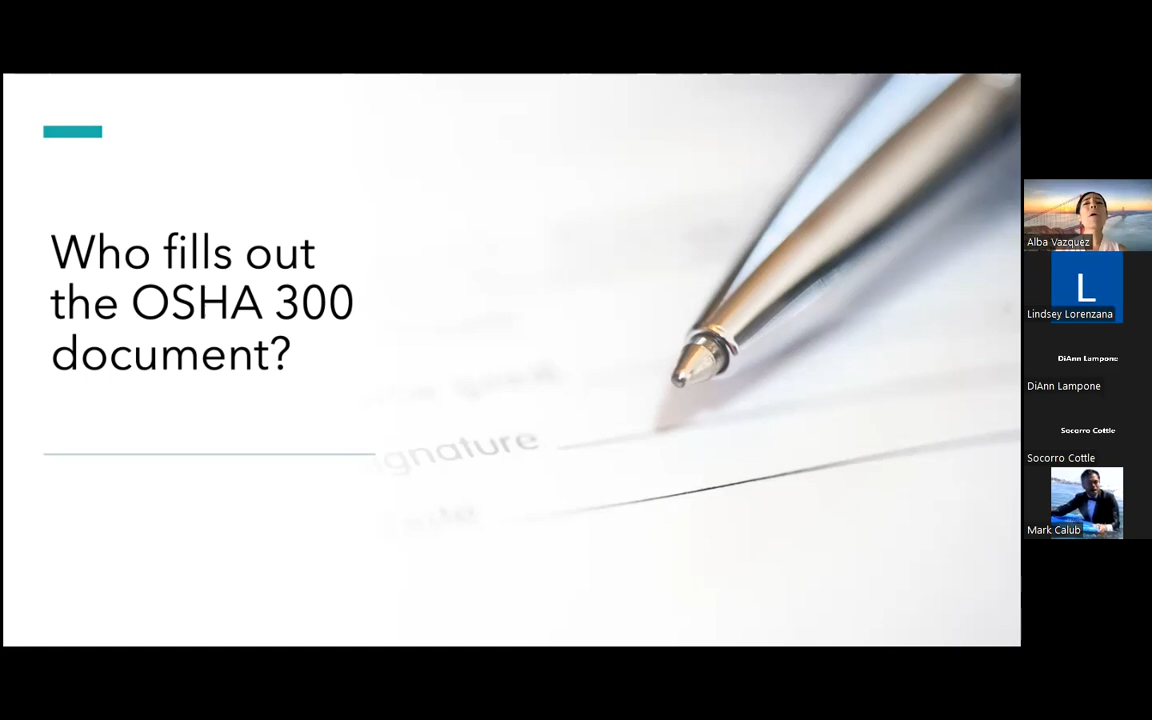 Who fills out
the OSHA 300
document?
gnature
Alba Vazquez
L
Lindsey Lorenzana
DiAnn Lampone
DiAnn Lampone
Socorro Cottle
Socorro Cottle
Mark Calub